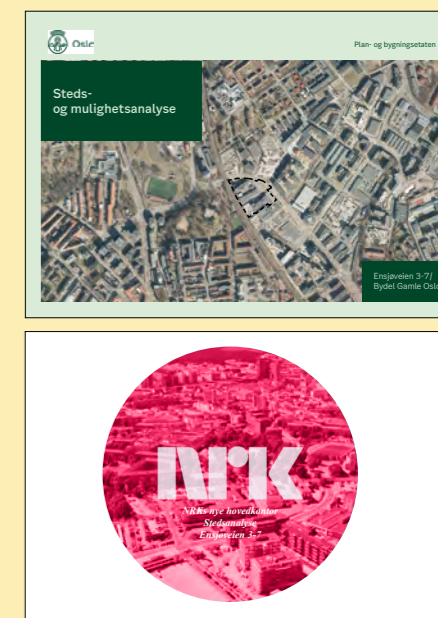 Oslo
Plan- og bygningsetaten
Steds-
og mulighetsanalyse
Ensjøveien 3-7/
Bydel Gamle Oslo
NRK
NRKs nye hovedkontor
Stedsanalyse
Ensjøveien 3-7